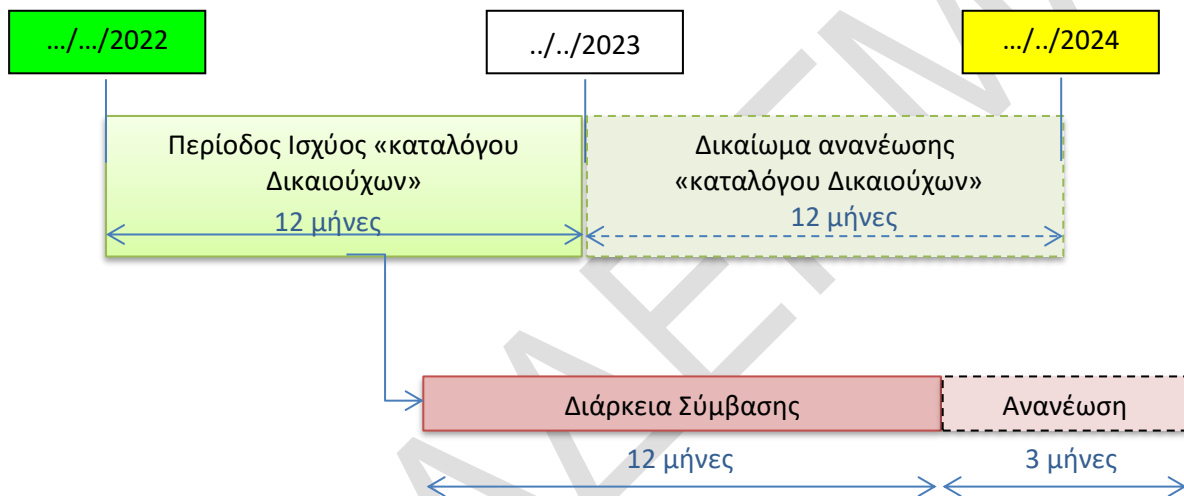 .../.../2022
../../2023
.../../2024
Περίοδος Ισχύος «καταλόγου
Δικαιούχων»
12 μήνες
Δικαίωμα ανανέωσης
«καταλόγου Δικαιούχων»
12 μήνες
Διάρκεια Σύμβασης
Ανανέωση
12 μήνες
3 μήνες